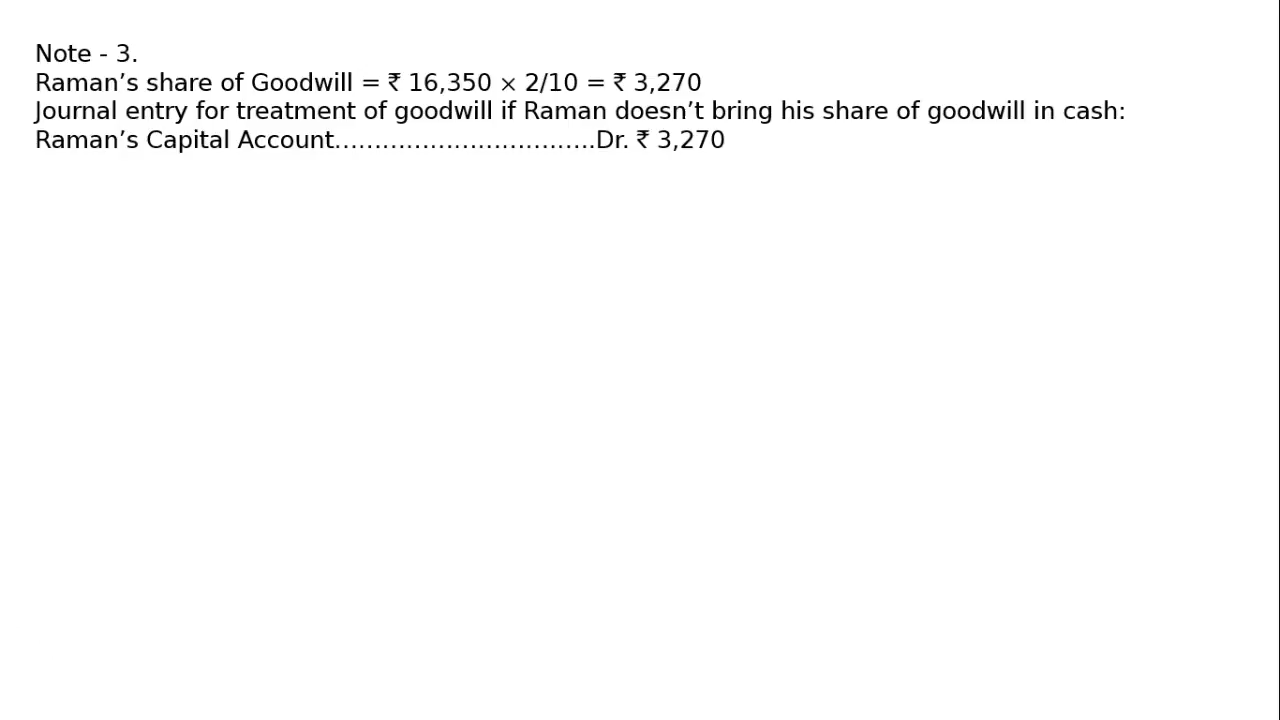 Note - 3.
Raman’s share of Goodwill = ₹ 16,350 × 2/10 = ₹ 3,270
Journal entry for treatment of goodwill if Raman doesn’t bring his share of goodwill in cash:
Raman’s Capital Account…………………………..Dr. ₹ 3,270